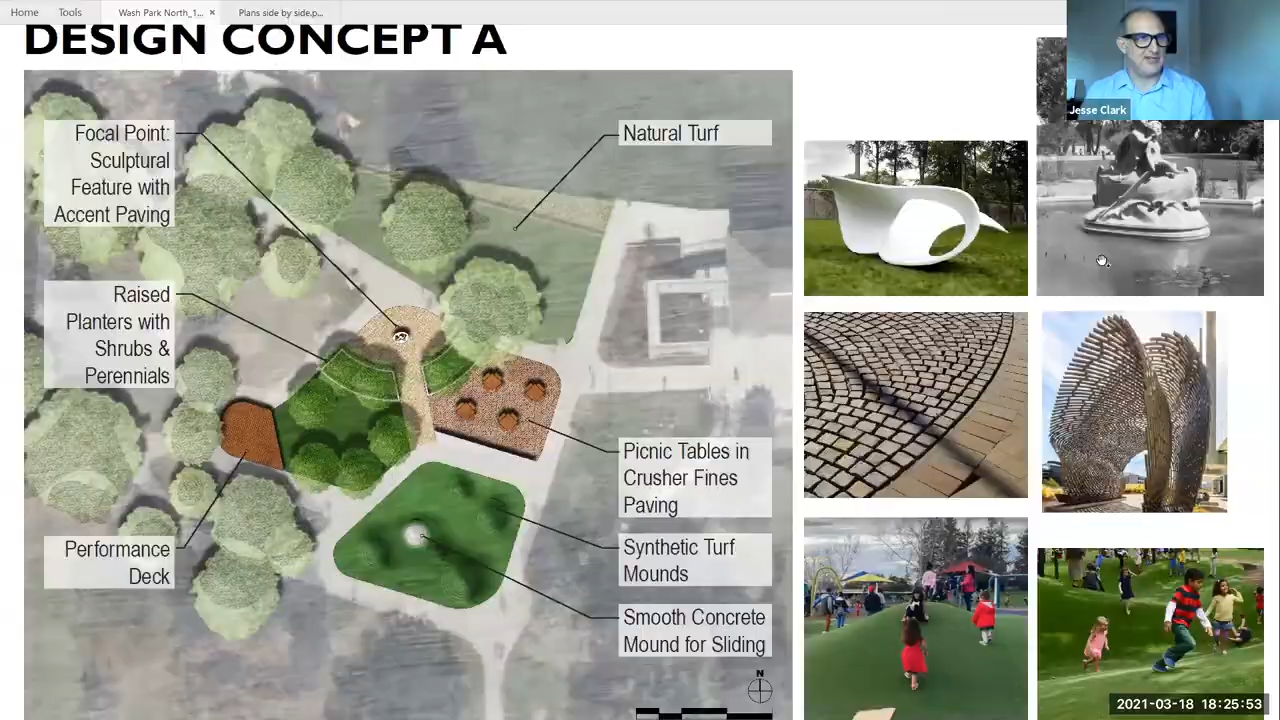 Home Tools Wash Park North_1... × Plans side by side.p...
DESIGN CONCEPT A
Jesse Clark
Focal Point:
Sculptural
Feature with
Accent Paving
Natural Turf
Raised
Planters with
Shrubs &
Perennials
Picnic Tables in
Crusher Fines
Paving
Performance
Deck
Synthetic Turf
Mounds
Smooth Concrete
Mound for Sliding
N
2021-03-18 18:25:53